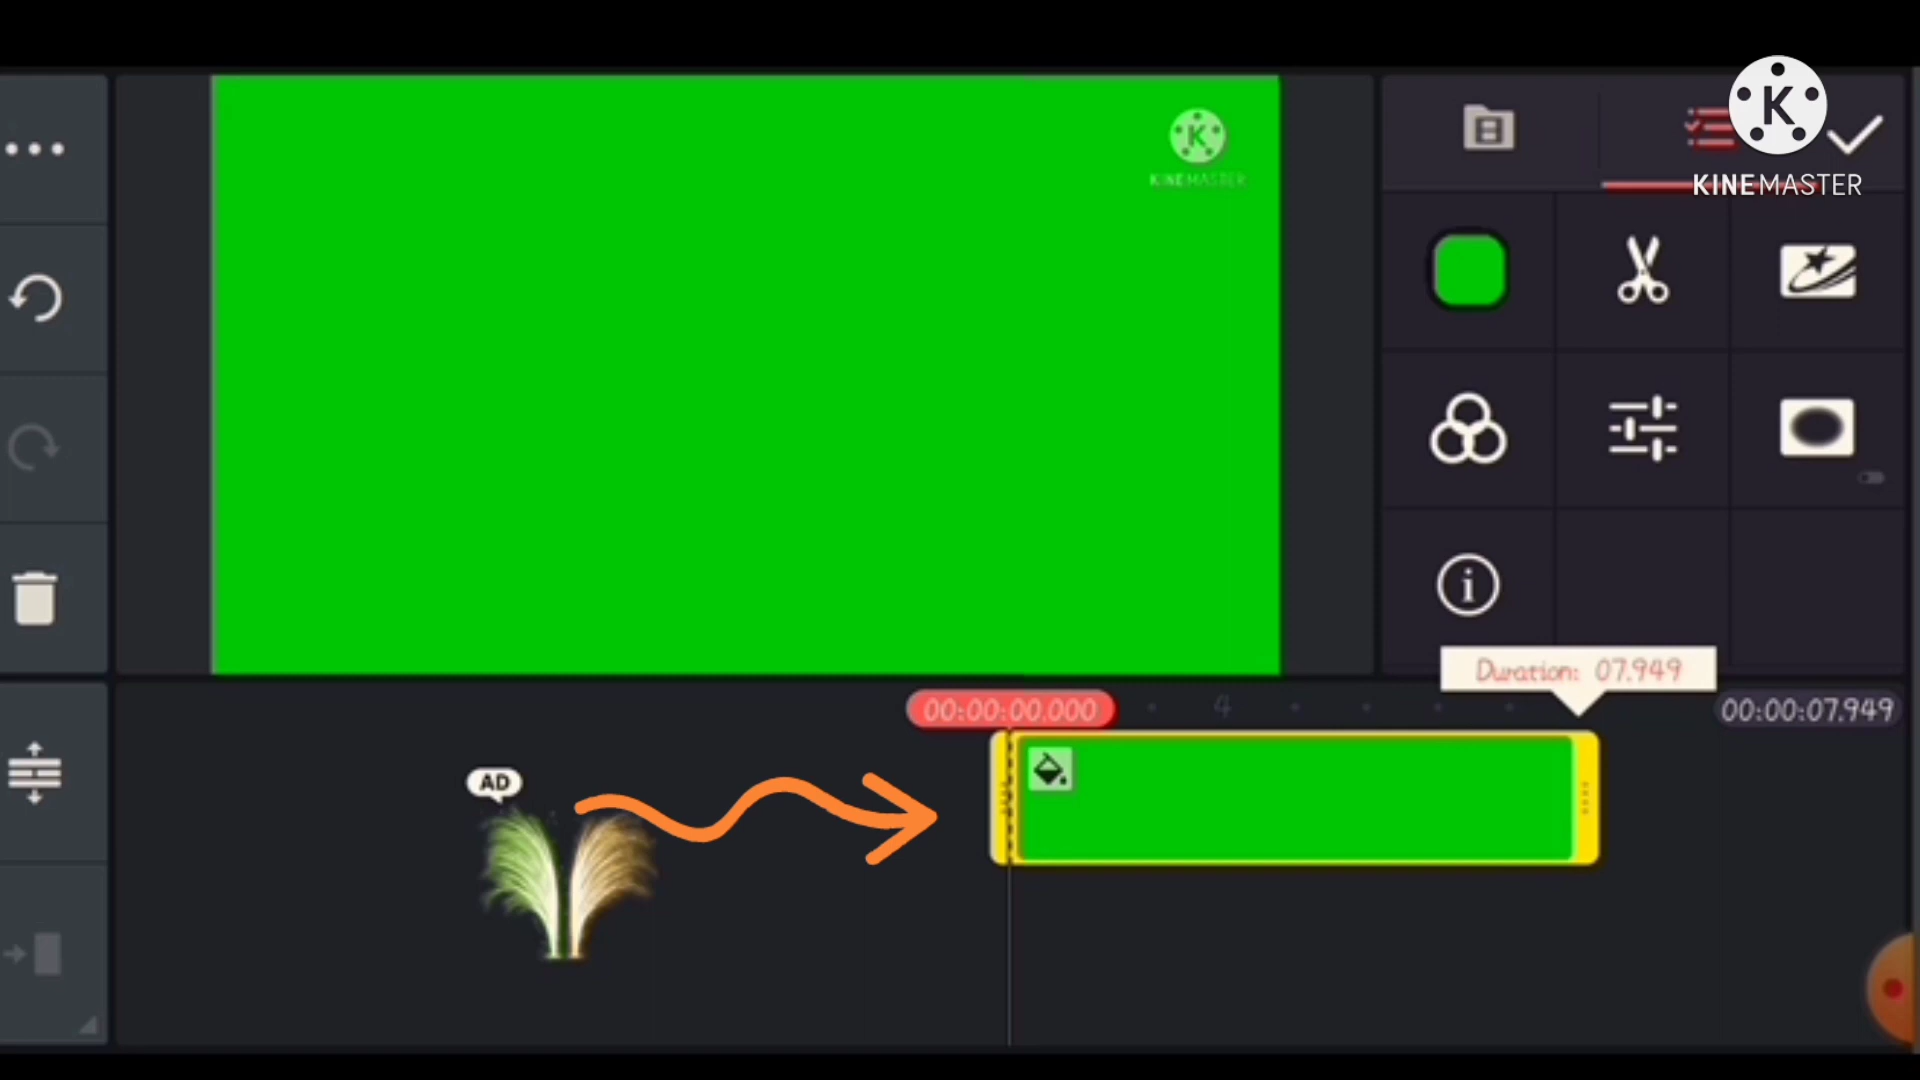 K
KINEMASTER
K
KINEMASTER
i
Duration: 07.949
00:00:00.000
4
00:00:07.949
AD